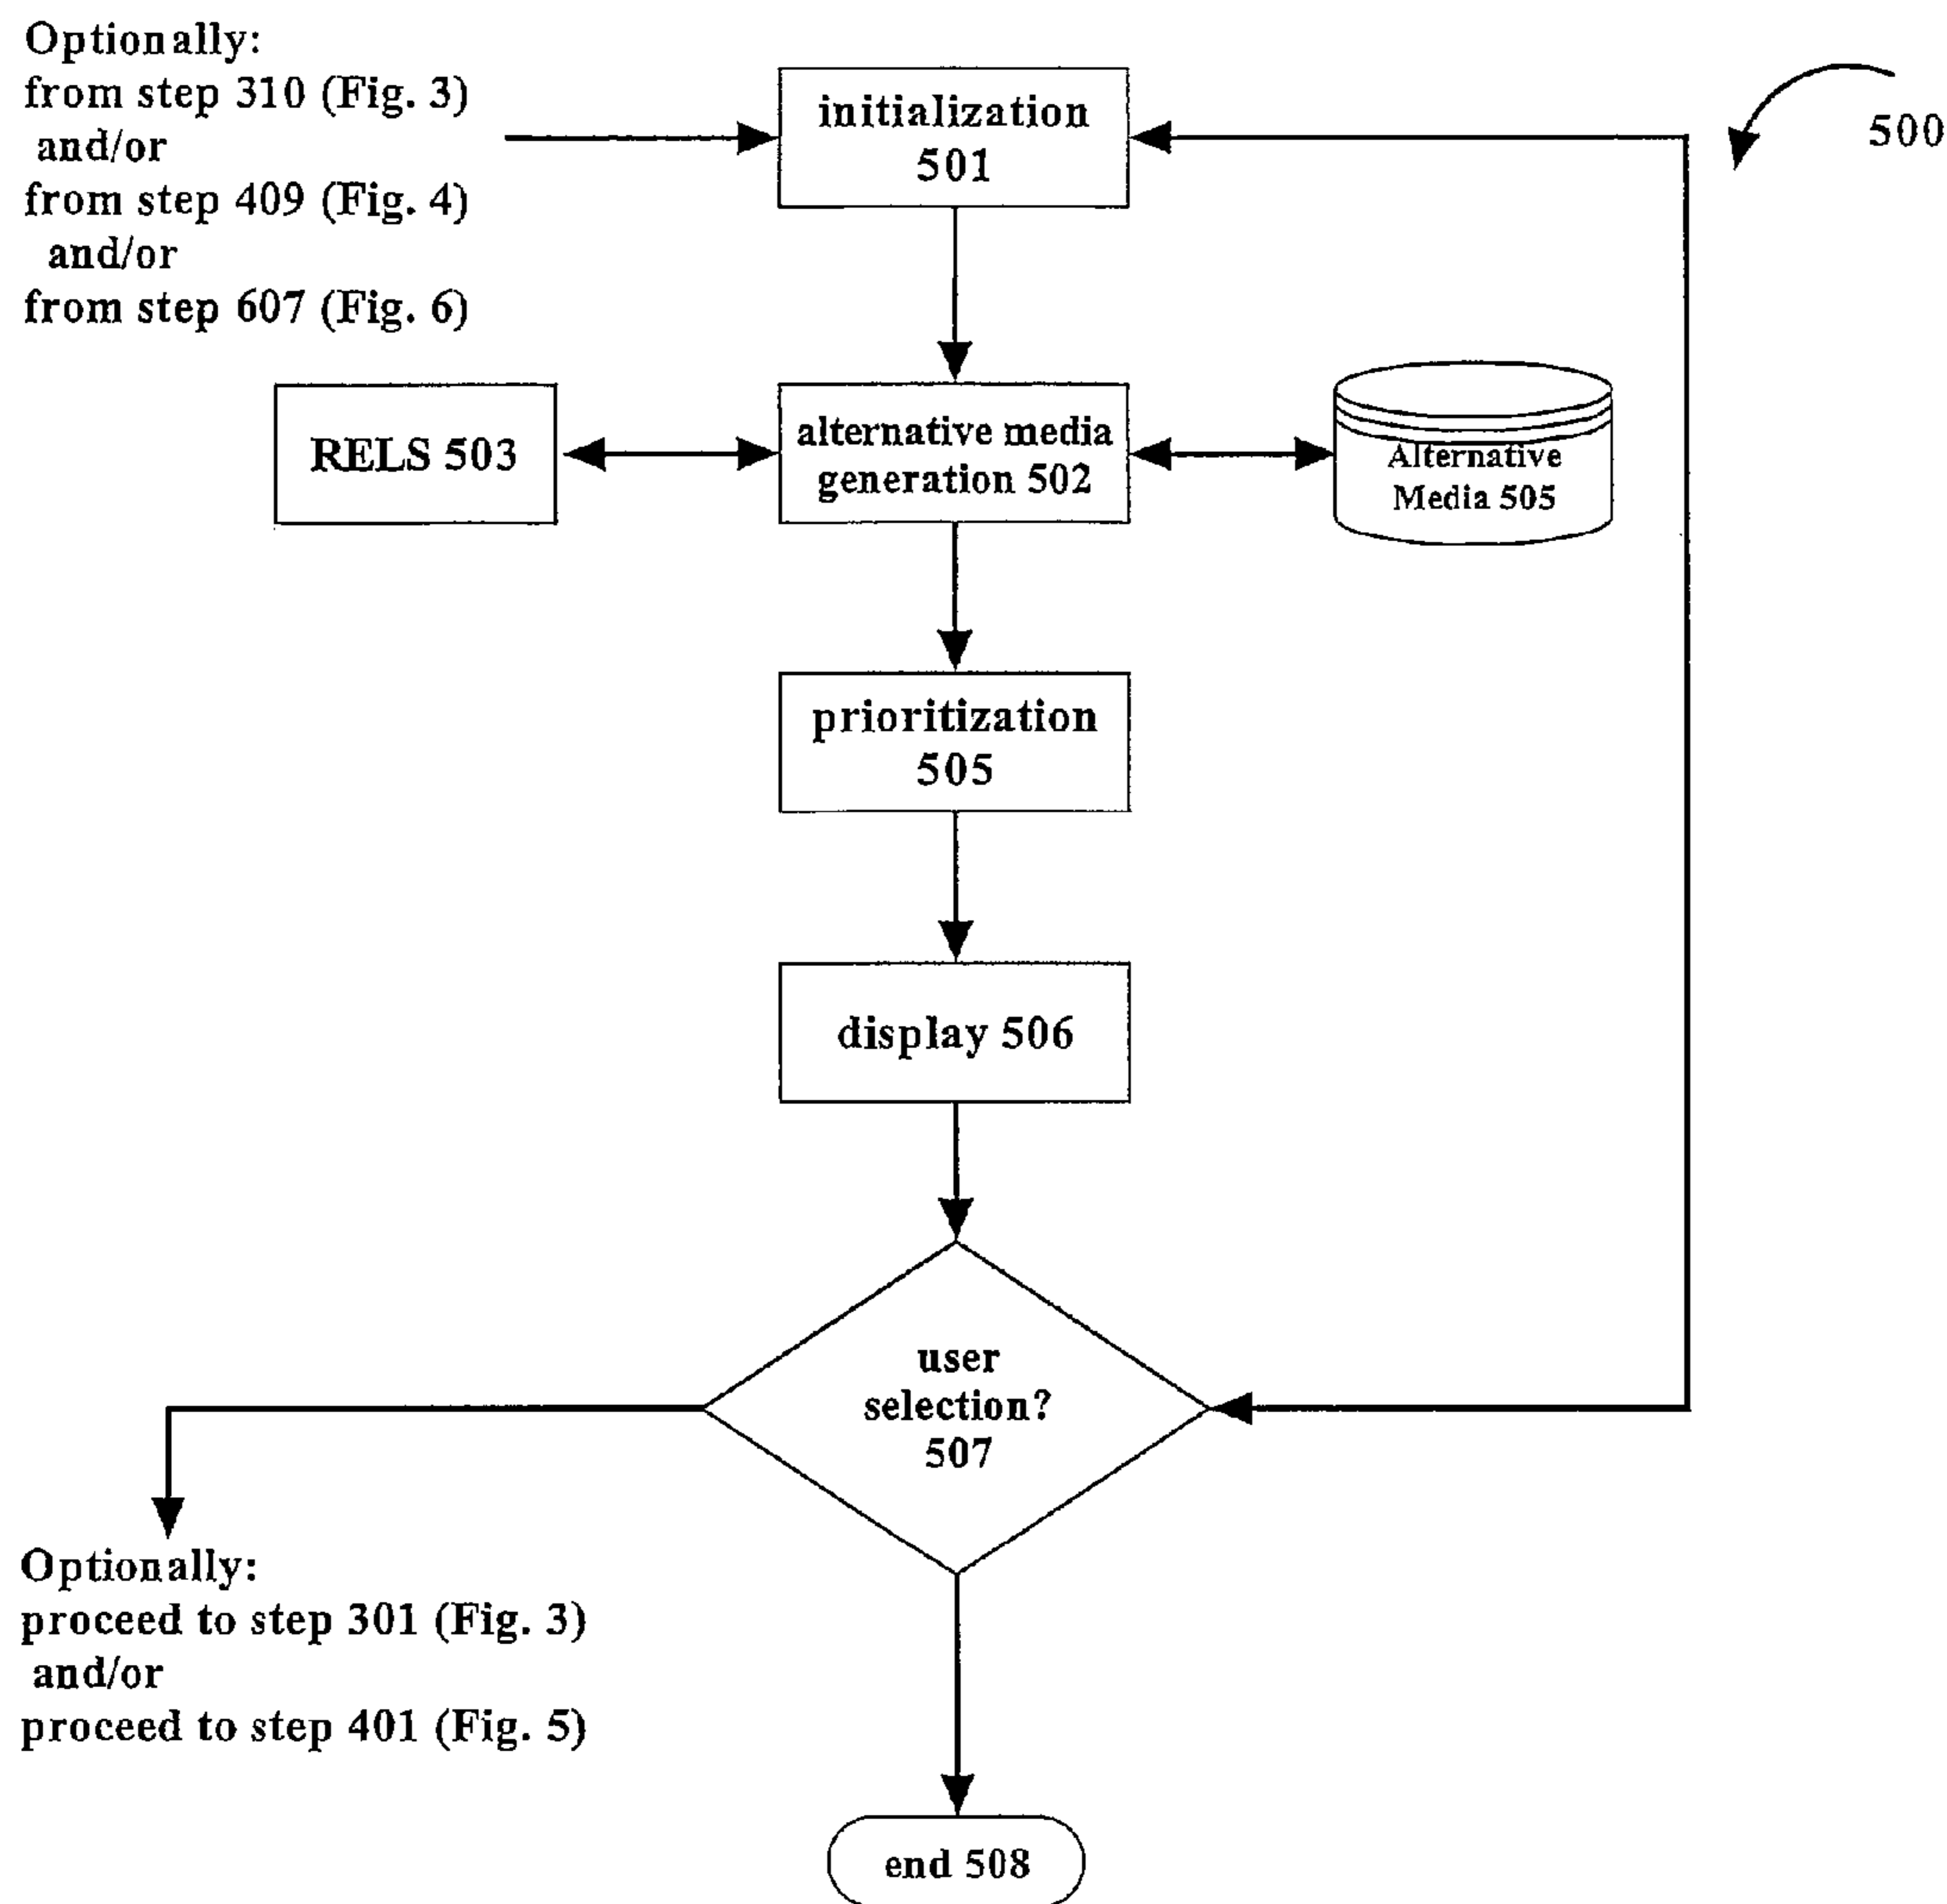 Optionally:
from step 310 (Fig. 3)
and/or
from step 409 (Fig. 4)
and/or
from step 607 (Fig. 6)
initialization
501
500
RELS 503
alternative media
generation 502
Alternative
Media 505
prioritization
505
display 506
user
selection?
507
Optionally:
proceed to step 301 (Fig. 3)
and/or
proceed to step 401 (Fig. 5)
end 508